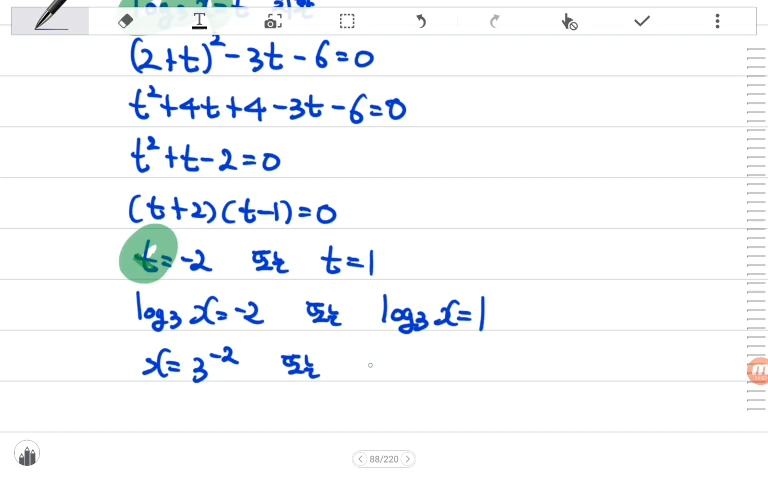 (2+t)²-3t-6=0
t²+4t+4-3t-6=0
t²+t-2=0
(t+2)(t-1)=0
t=-2 또는 t=1
log₃x=-2 또는 log₃x=1
x=3⁻² 또는
88/220